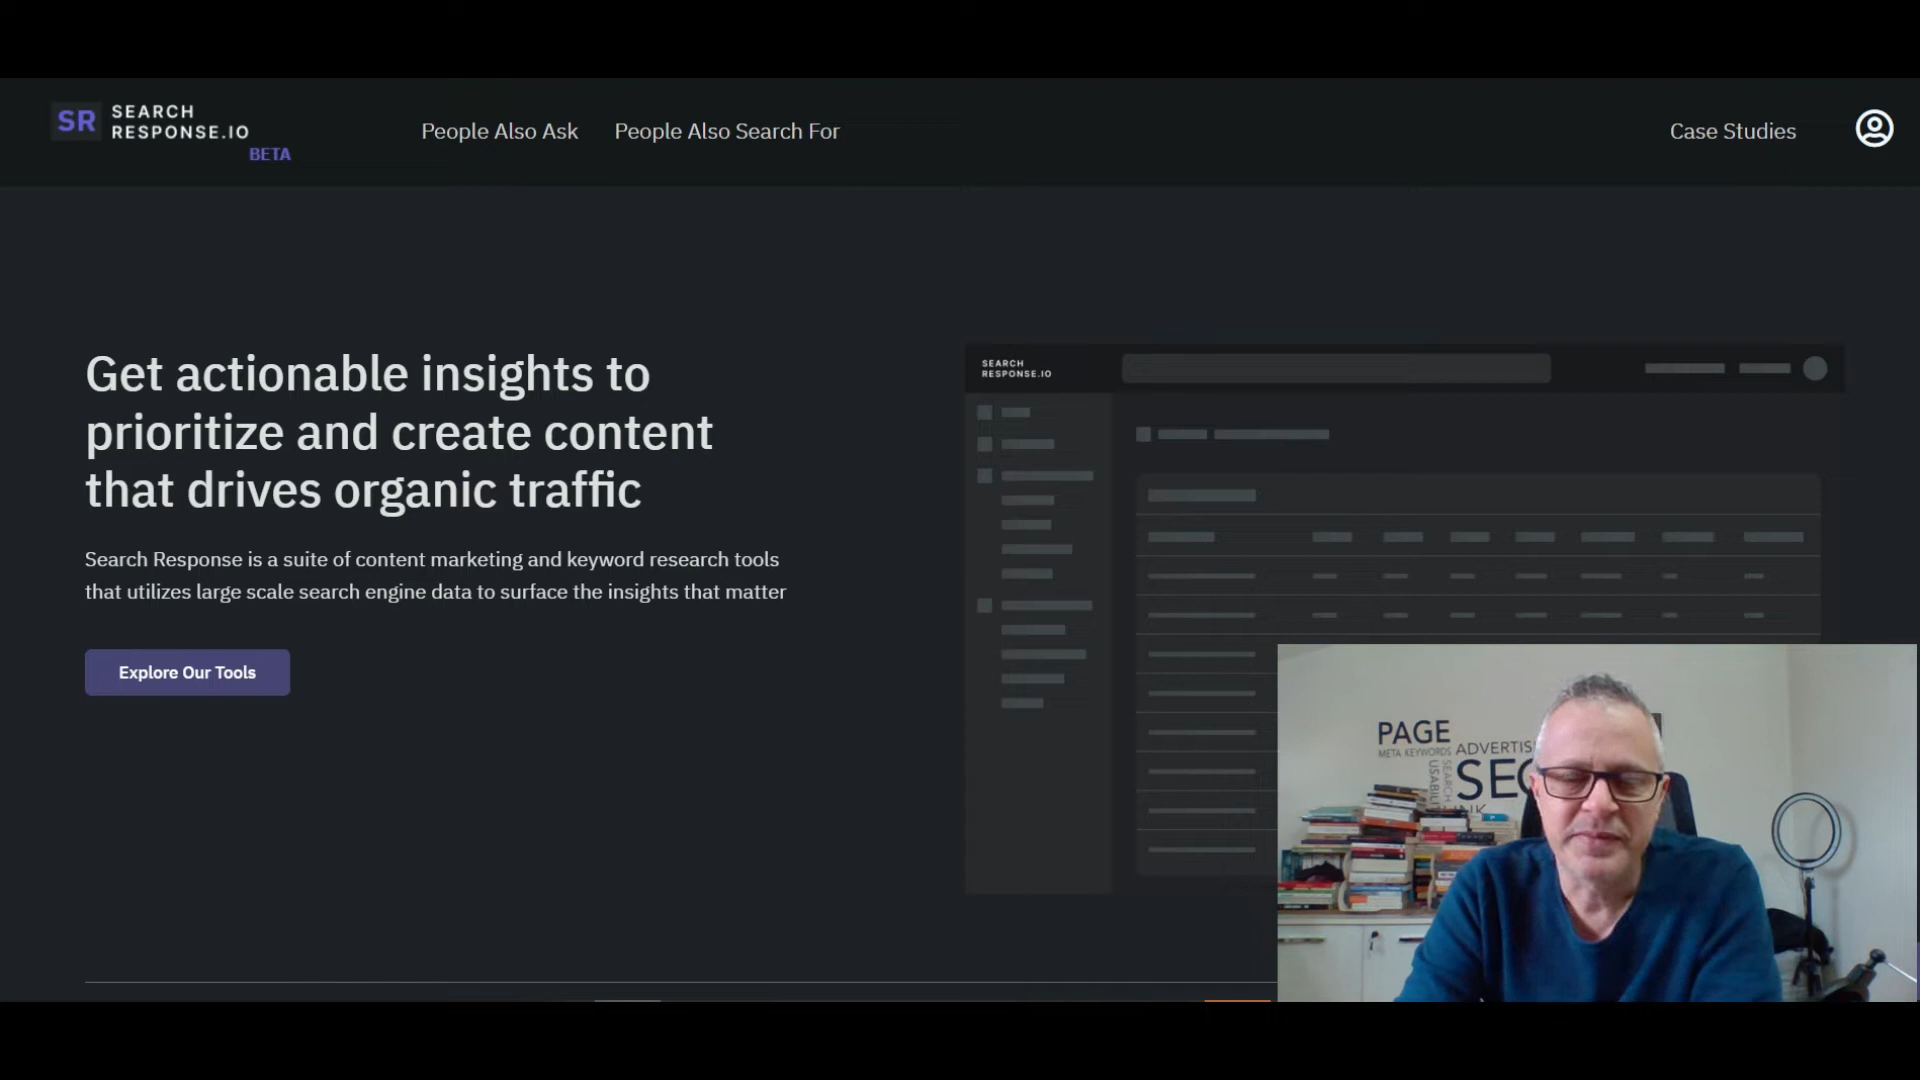 SR
SEARCH
RESPONSE.IO
BETA
People Also Ask
People Also Search For
Case Studies
Get actionable insights to
prioritize and create content
that drives organic traffic
Search Response is a suite of content marketing and keyword research tools
that utilizes large scale search engine data to surface the insights that matter
Explore Our Tools
SEARCH
RESPONSE.IO
PAGE
META KEYWORDS
ADVERTIS
SEARCH
USABILIT
SEO